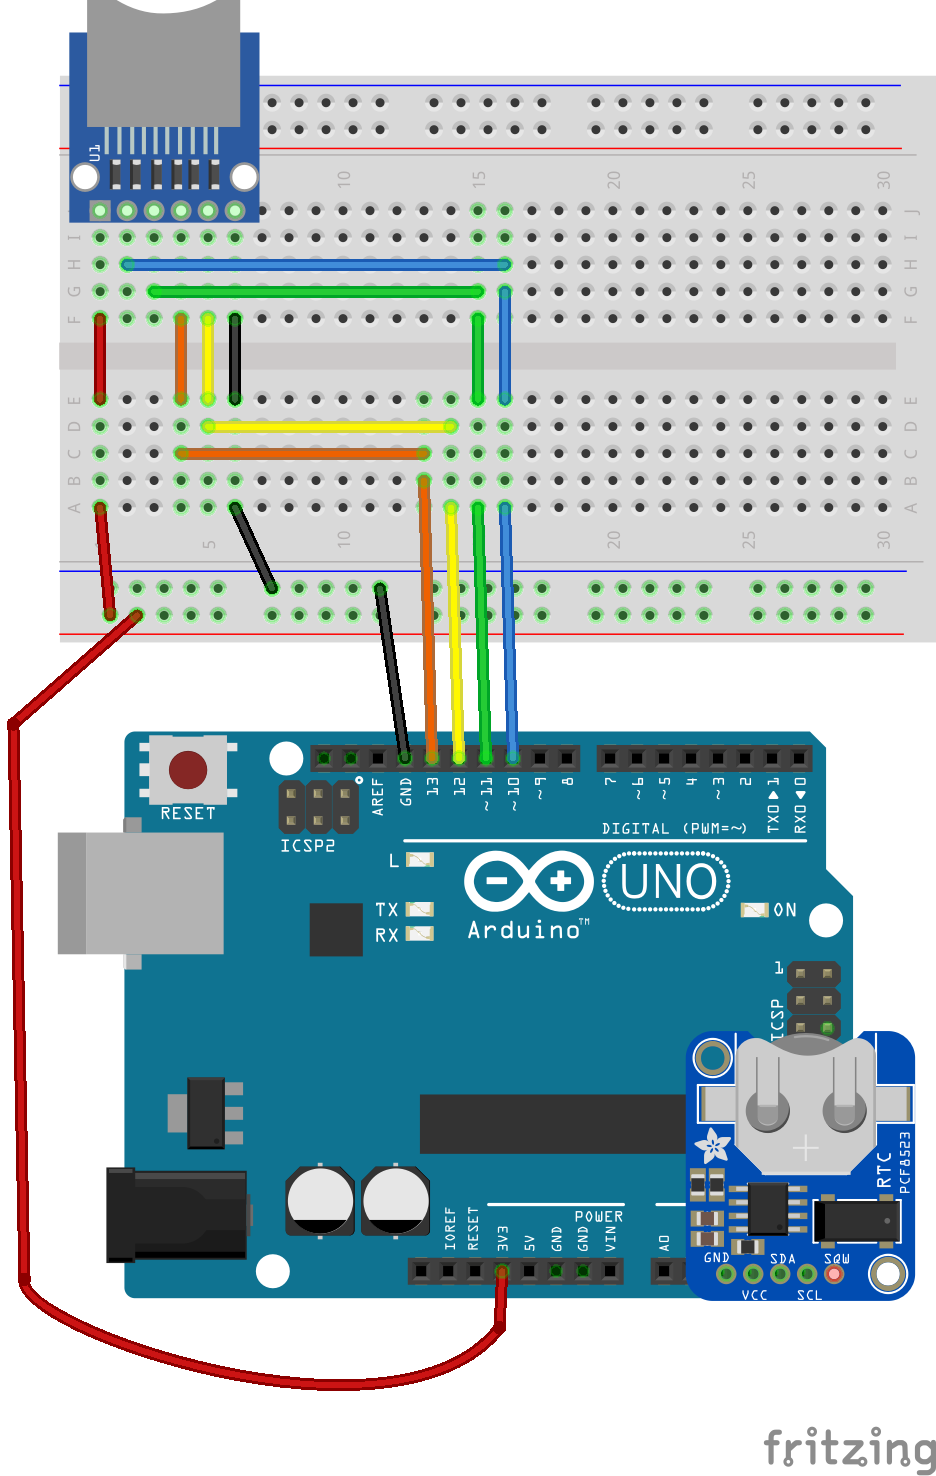 U1
10 15 20 25 30
J
I I
H H
G G
F F
E E
D D
C C
B B
A A
5 10 20 25 30
RESET
ICSP2
AREF GND 13 12 ~11 ~10 ~9 8 7 ~6 ~5 4 ~3 2 TX0▶1 RX0◀0
DIGITAL (PWM=~)
L
TX
RX
UNO
Arduino™
ON
1
ICSP
RTC
PCF8523
IOREF RESET 3V3 5V GND GND VIN A0
POWER
GND SDA SQW
VCC SCL
fritzing